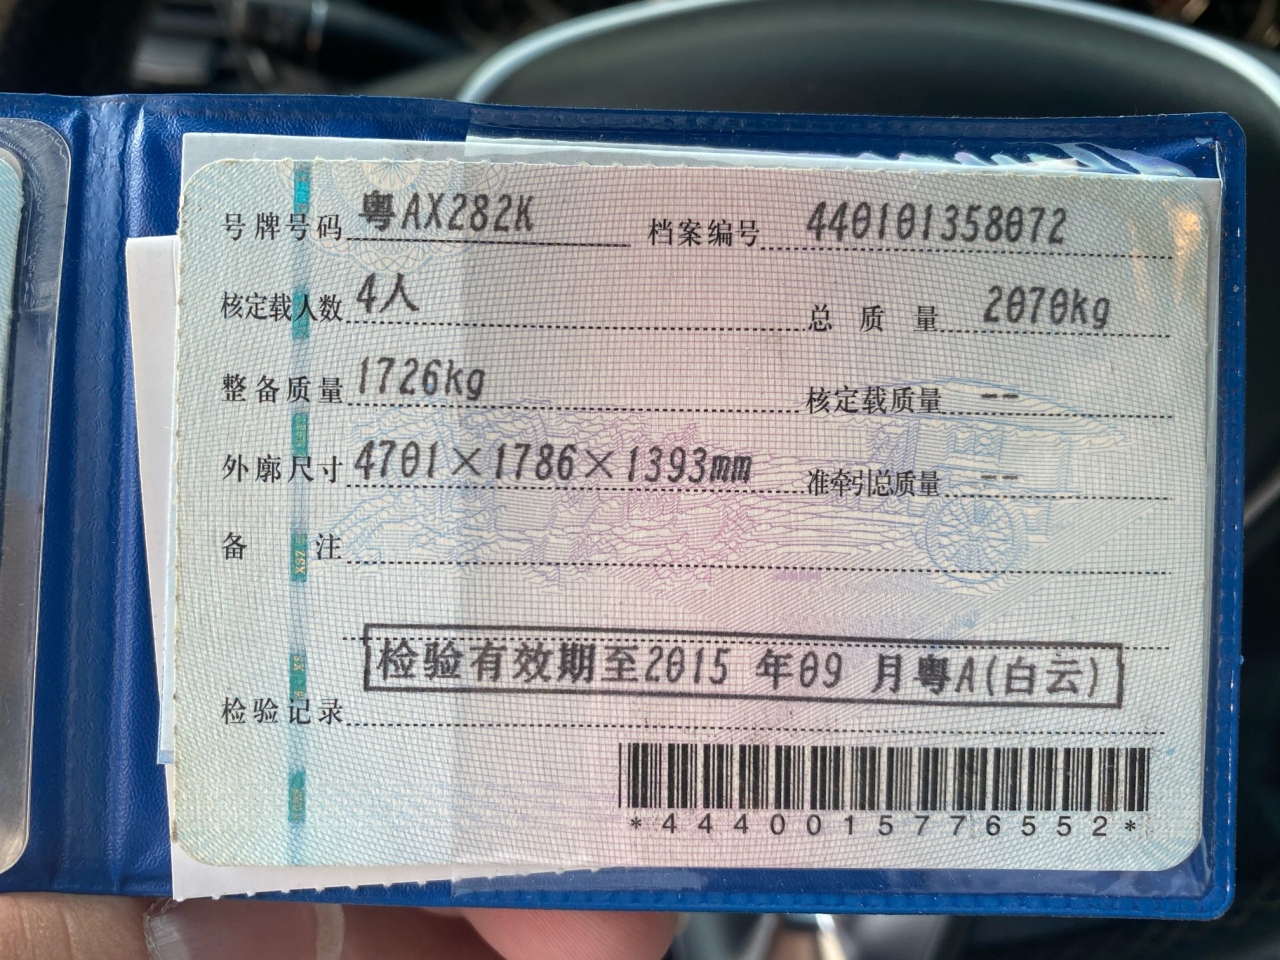 号牌号码 粤AX282K 档案编号 440101358072
核定载人数 4人 总质量 2070kg
整备质量 1726kg 核定载质量 --
外廓尺寸 4701×1786×1393mm 准牵引总质量 --
备注
检验有效期至2015 年09 月粤A(白云)
检验记录
*4440015776552*